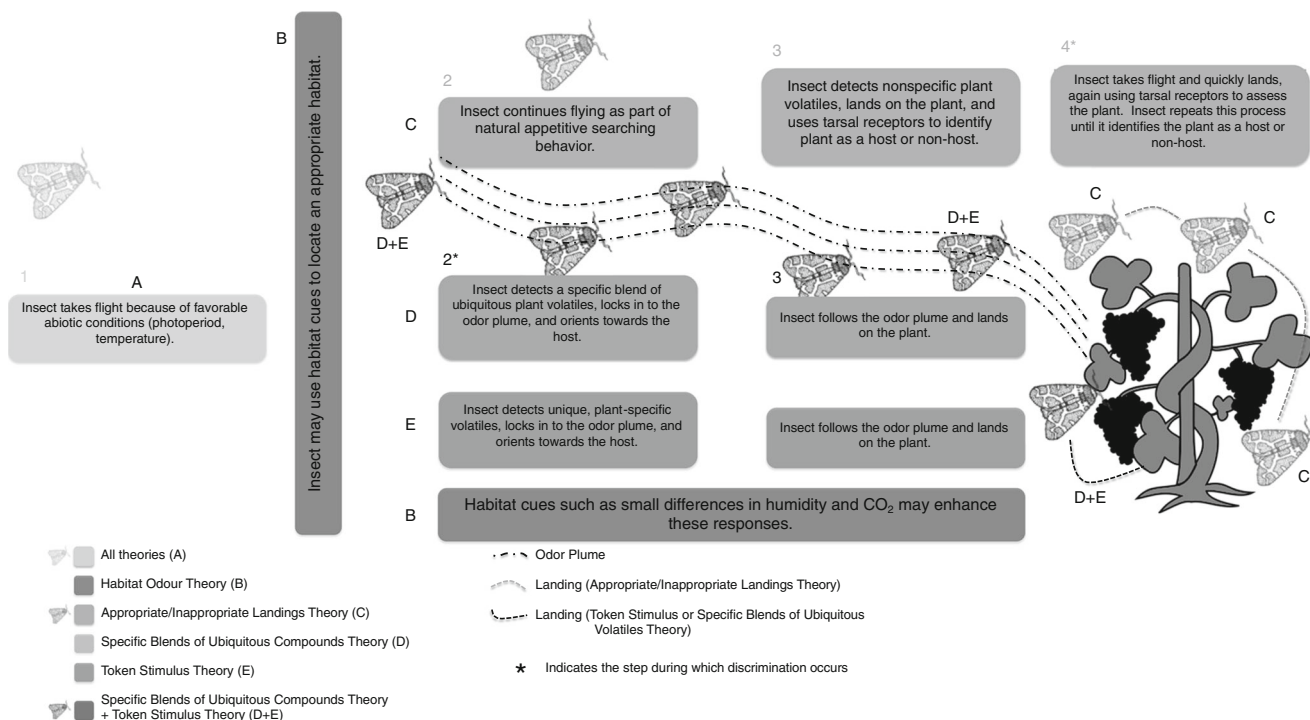 B
Insect may use habitat cues to locate an appropriate habitat.
1
A
Insect takes flight because of favorable
abiotic conditions (photoperiod,
temperature).
2
C
Insect continues flying as part of
natural appetitive searching
behavior.
3
Insect detects nonspecific plant
volatiles, lands on the plant, and
uses tarsal receptors to identify
plant as a host or non-host.
4*
Insect takes flight and quickly lands,
again using tarsal receptors to assess
the plant. Insect repeats this process
until it identifies the plant as a host or
non-host.
D+E
D+E
C
C
C
D+E
2*
D
Insect detects a specific blend of
ubiquitous plant volatiles, locks in to the
odor plume, and orients towards the
host.
3
Insect follows the odor plume and lands
on the plant.
E
Insect detects unique, plant-specific
volatiles, locks in to the odor plume, and
orients towards the host.
Insect follows the odor plume and lands
on the plant.
B
Habitat cues such as small differences in humidity and CO₂ may enhance
these responses.
All theories (A)
Habitat Odour Theory (B)
Appropriate/Inappropriate Landings Theory (C)
Specific Blends of Ubiquitous Compounds Theory (D)
Token Stimulus Theory (E)
Specific Blends of Ubiquitous Compounds Theory
+ Token Stimulus Theory (D+E)
Odor Plume
Landing (Appropriate/Inappropriate Landings Theory)
Landing (Token Stimulus or Specific Blends of Ubiquitous
Volatiles Theory)
* Indicates the step during which discrimination occurs